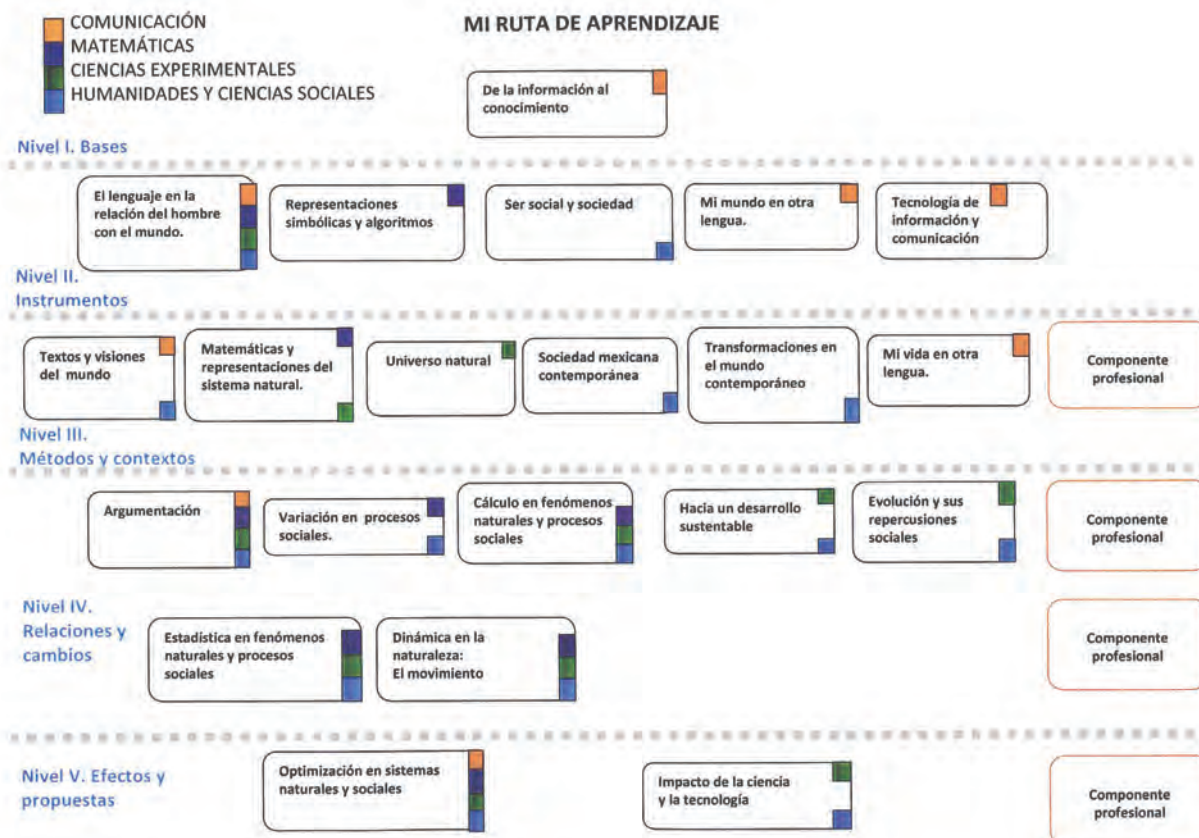 COMUNICACIÓN
MATEMÁTICAS
CIENCIAS EXPERIMENTALES
HUMANIDADES Y CIENCIAS SOCIALES
MI RUTA DE APRENDIZAJE
De la información al
conocimiento
Nivel I. Bases
El lenguaje en la
relación del hombre
con el mundo.
Representaciones
simbólicas y algoritmos
Ser social y sociedad
Mi mundo en otra
lengua.
Tecnología de
información y
comunicación
Nivel II.
Instrumentos
Textos y visiones
del mundo
Matemáticas y
representaciones del
sistema natural.
Universo natural
Sociedad mexicana
contemporánea
Transformaciones en
el mundo
contemporáneo
Mi vida en otra
lengua.
Componente
profesional
Nivel III.
Métodos y contextos
Argumentación
Variación en procesos
sociales.
Cálculo en fenómenos
naturales y procesos
sociales
Hacia un desarrollo
sustentable
Evolución y sus
repercusiones
sociales
Componente
profesional
Nivel IV.
Relaciones y
cambios
Estadística en fenómenos
naturales y procesos
sociales
Dinámica en la
naturaleza:
El movimiento
Componente
profesional
Nivel V. Efectos y
propuestas
Optimización en sistemas
naturales y sociales
Impacto de la ciencia
y la tecnología
Componente
profesional